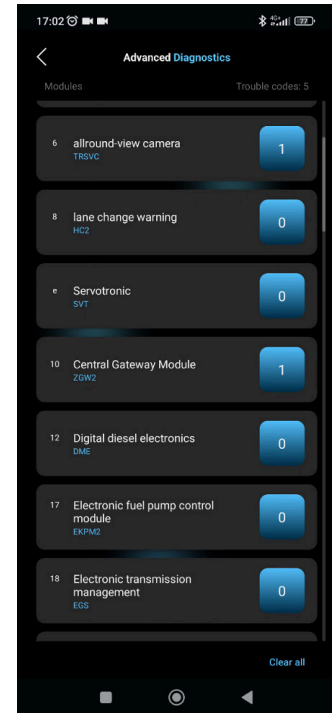 17:02
4G+
77
Advanced Diagnostics
Modules
Trouble codes: 5
6
allround-view camera
TRSVC
1
8
lane change warning
HC2
0
e
Servotronic
SVT
0
10
Central Gateway Module
ZGW2
1
12
Digital diesel electronics
DME
0
17
Electronic fuel pump control
module
EKPM2
0
18
Electronic transmission
management
EGS
0
Clear all